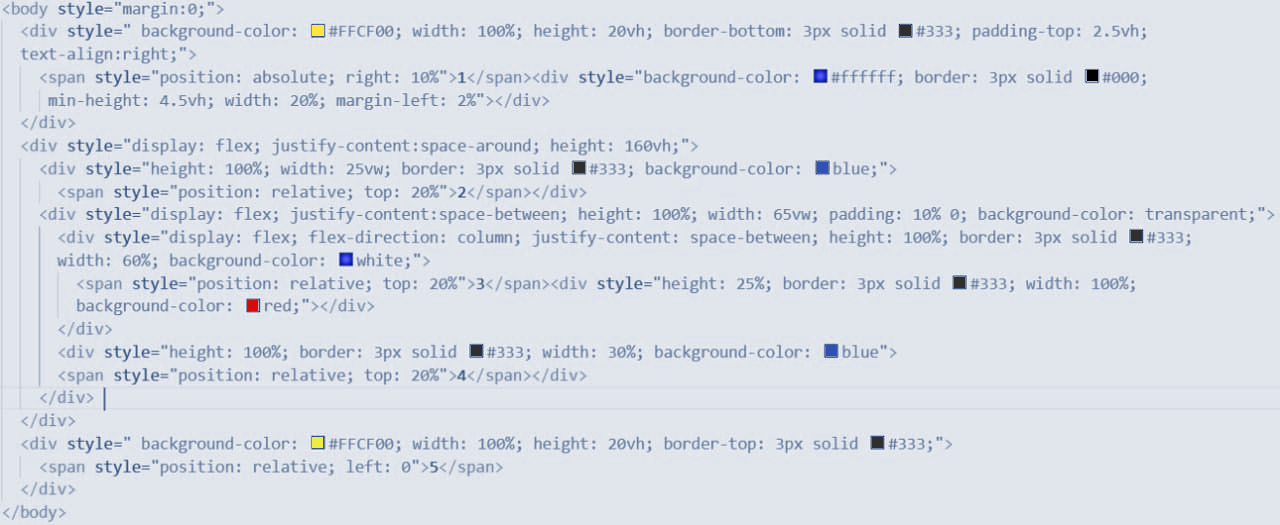 <body style="margin:0;">
<div style=" background-color: #FFCF00; width: 100%; height: 20vh; border-bottom: 3px solid #333; padding-top: 2.5vh;
text-align:right;">
<span style="position: absolute; right: 10%">1</span><div style="background-color: #ffffff; border: 3px solid #000;
min-height: 4.5vh; width: 20%; margin-left: 2%"></div>
</div>
<div style="display: flex; justify-content:space-around; height: 160vh;">
<div style="height: 100%; width: 25vw; border: 3px solid #333; background-color: blue;">
<span style="position: relative; top: 20%">2</span></div>
<div style="display: flex; justify-content:space-between; height: 100%; width: 65vw; padding: 10% 0; background-color: transparent;">
<div style="display: flex; flex-direction: column; justify-content: space-between; height: 100%; border: 3px solid #333;
width: 60%; background-color: white;">
<span style="position: relative; top: 20%">3</span><div style="height: 25%; border: 3px solid #333; width: 100%;
background-color: red;"></div>
</div>
<div style="height: 100%; border: 3px solid #333; width: 30%; background-color: blue">
<span style="position: relative; top: 20%">4</span></div>
</div>
</div>
<div style=" background-color: #FFCF00; width: 100%; height: 20vh; border-top: 3px solid #333;">
<span style="position: relative; left: 0">5</span>
</div>
</body>